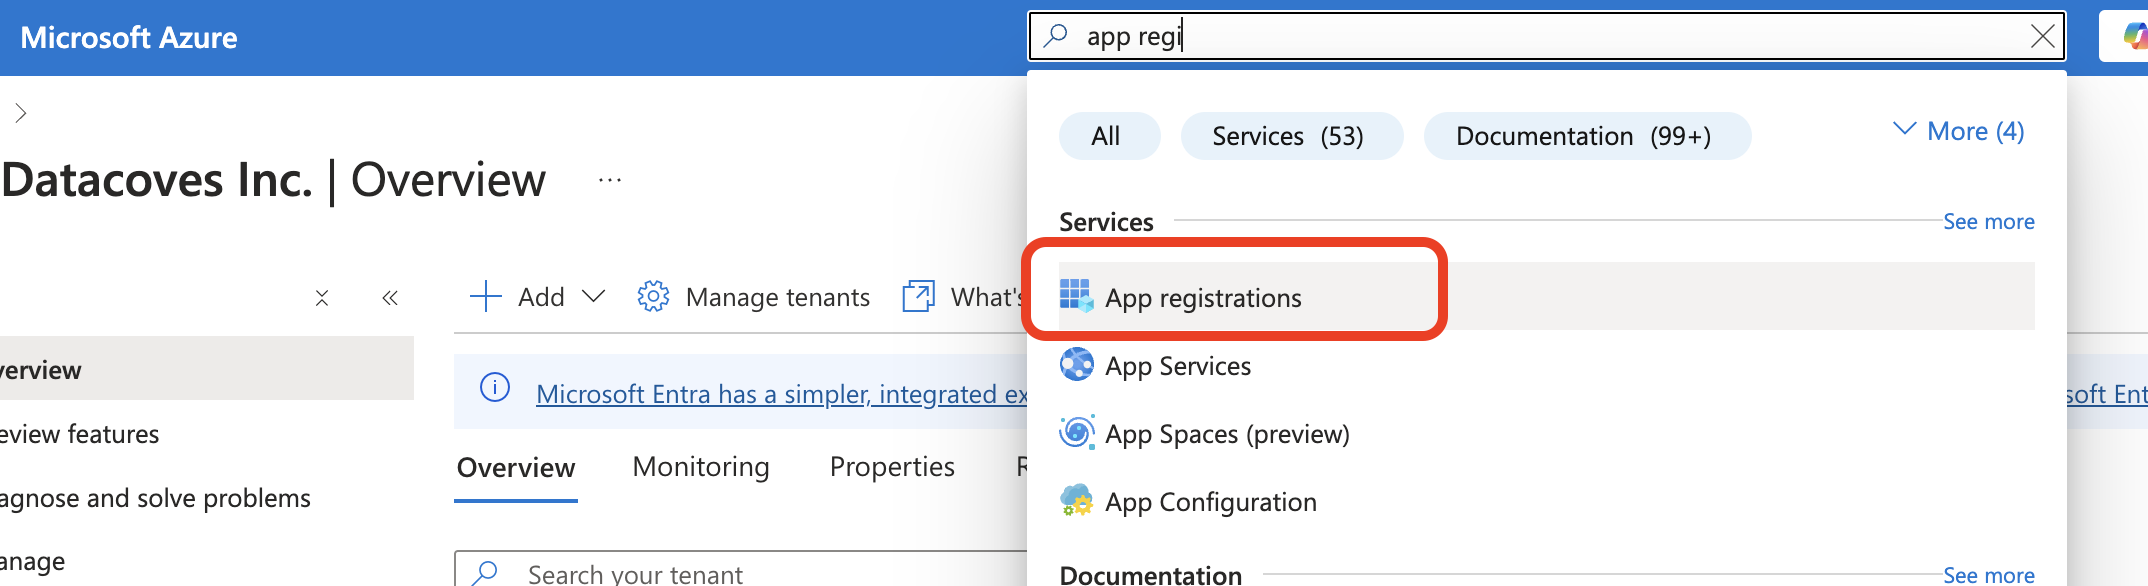 Microsoft Azure
app regi
All
Services (53)
Documentation (99+)
More (4)
Datacoves Inc. | Overview
...
Services
See more
Add
Manage tenants
What's
App registrations
App Services
App Spaces (preview)
App Configuration
Documentation
See more
verview
eview features
agnose and solve problems
anage
Microsoft Entra has a simpler, integrated ex
soft Ent
Overview
Monitoring
Properties
R
Search your tenant